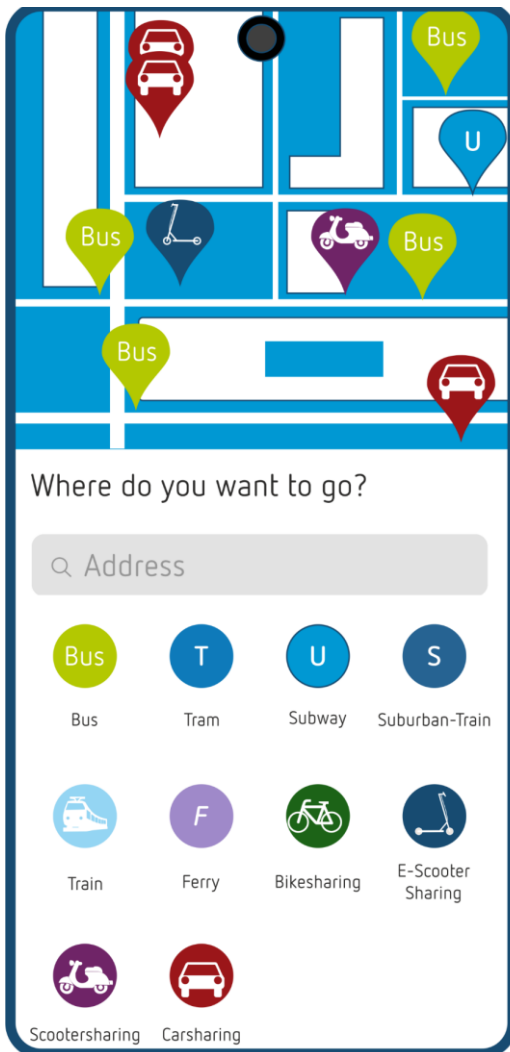 Bus
U
Bus
Bus
Bus
Where do you want to go?
Address
Bus T U S
Bus Tram Subway Suburban-Train
F
Train Ferry Bikesharing E-Scooter
Sharing
Scootersharing Carsharing